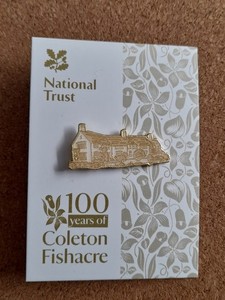 National
Trust
100
years of
Coleton
Fishacre